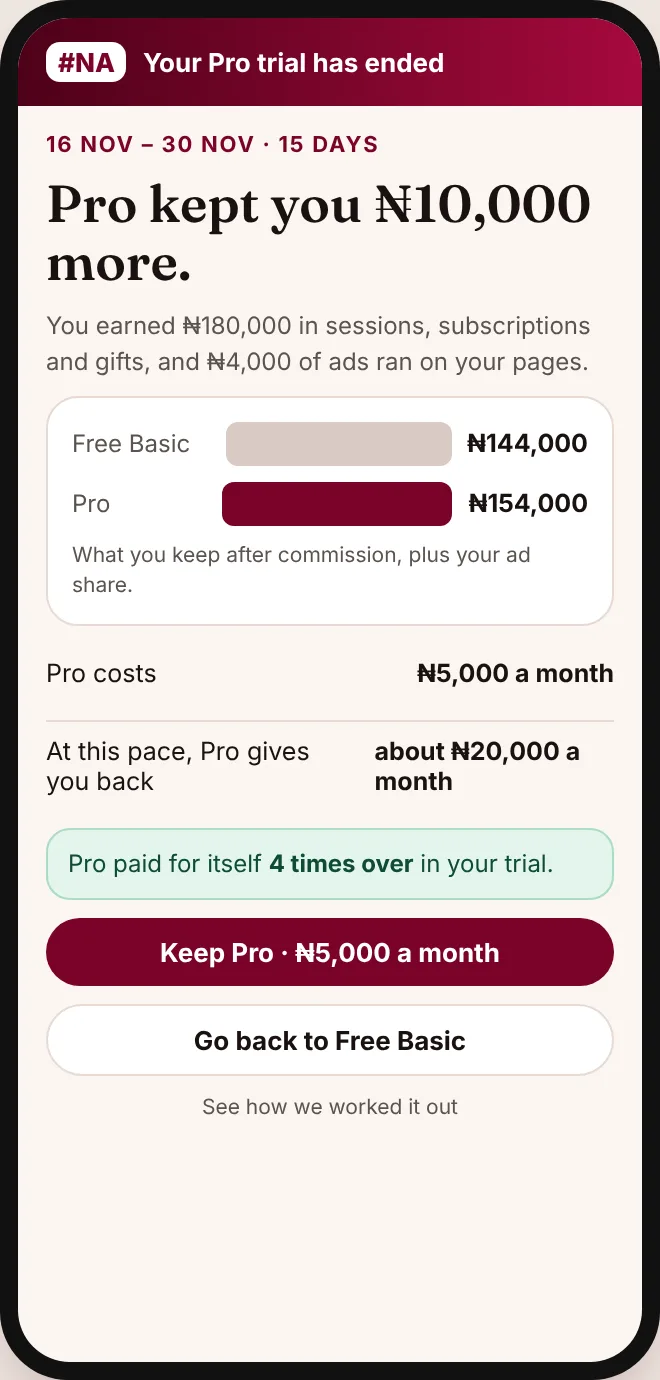 #NA Your Pro trial has ended
16 NOV – 30 NOV · 15 DAYS
Pro kept you ₦10,000
more.
You earned ₦180,000 in sessions, subscriptions
and gifts, and ₦4,000 of ads ran on your pages.
Free Basic ₦144,000
Pro ₦154,000
What you keep after commission, plus your ad
share.
Pro costs ₦5,000 a month
At this pace, Pro gives
you back
about ₦20,000 a
month
Pro paid for itself 4 times over in your trial.
Keep Pro · ₦5,000 a month
Go back to Free Basic
See how we worked it out